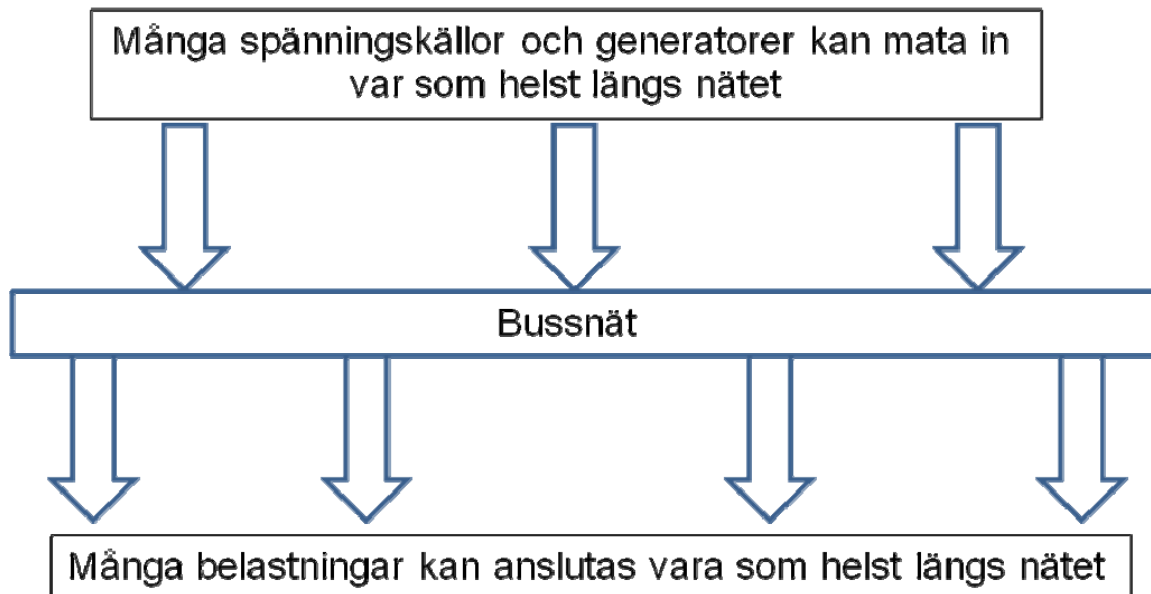 Många spänningskällor och generatorer kan mata in
var som helst längs nätet
Bussnät
Många belastningar kan anslutas vara som helst längs nätet